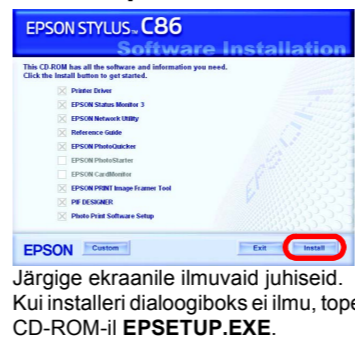 EPSON STYLUS™ C86
Software Installation
This CD-ROM has all the software and information you need.
Click the Install button to get started.
Printer Driver
EPSON Status Monitor 3
EPSON Network Utility
Reference Guide
EPSON PhotoQuicker
EPSON PhotoStarter
EPSON CardMonitor
EPSON PRINT Image Framer Tool
PIF DESIGNER
Photo Print Software Setup
EPSON Custom Exit Install
Järgige ekraanile ilmuvaid juhiseid.
Kui installeri dialoogiboks ei ilmu, tope
CD-ROM-il EPSETUP.EXE.